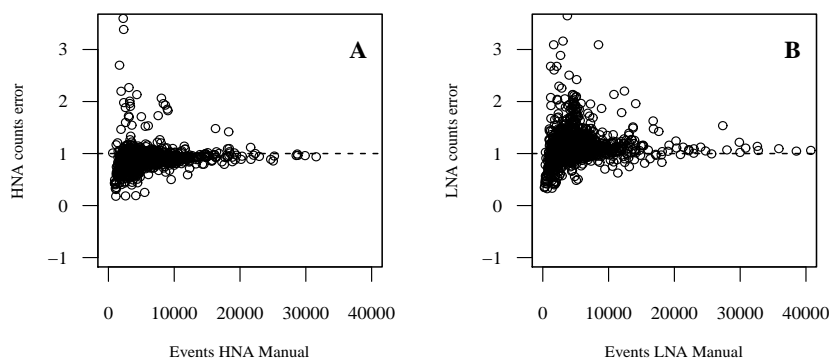 A
HNA counts error
3
2
1
0
−1
0 10000 20000 30000 40000
Events HNA Manual
B
LNA counts error
3
2
1
0
−1
0 10000 20000 30000 40000
Events LNA Manual